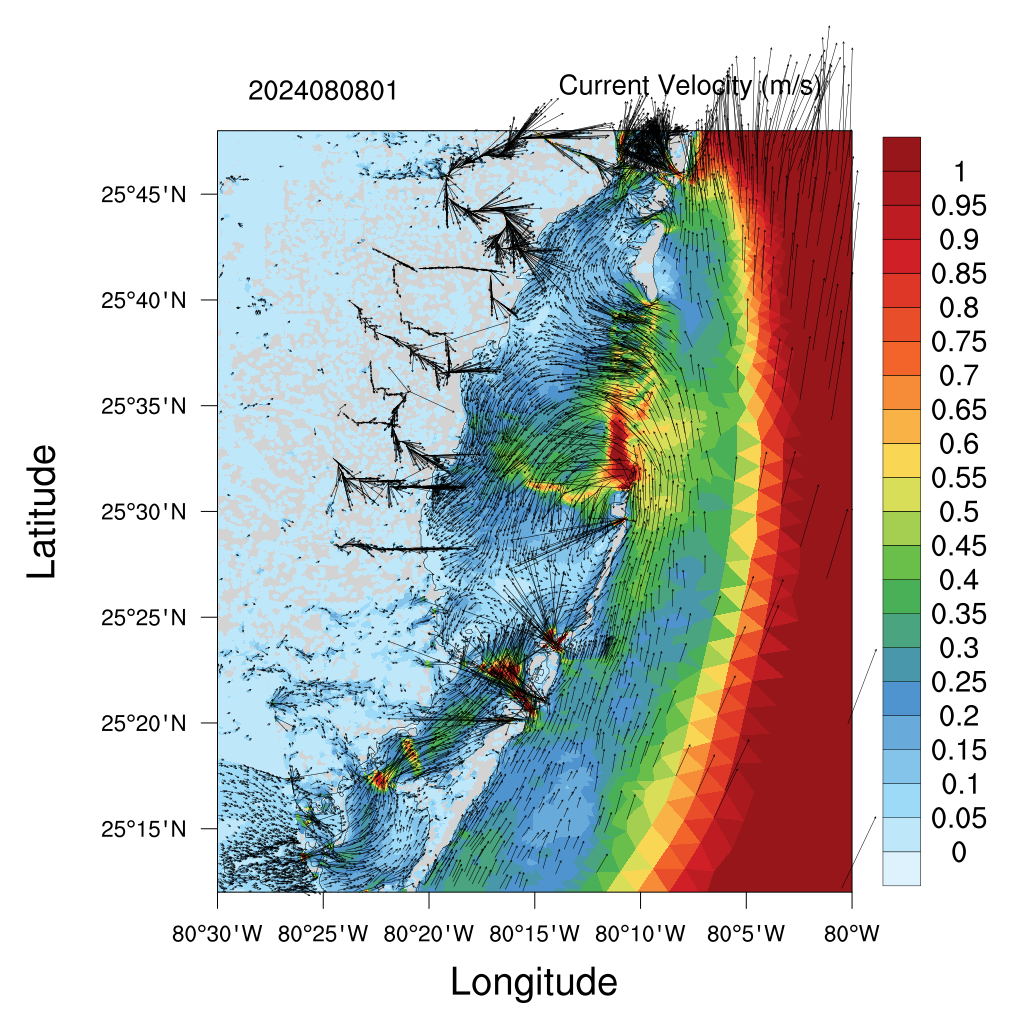 2024080801
Current Velocity (m/s)
25°45'N
25°40'N
25°35'N
25°30'N
25°25'N
25°20'N
25°15'N
Latitude
80°30'W 80°25'W 80°20'W 80°15'W 80°10'W 80°5'W 80°W
Longitude
1
0.95
0.9
0.85
0.8
0.75
0.7
0.65
0.6
0.55
0.5
0.45
0.4
0.35
0.3
0.25
0.2
0.15
0.1
0.05
0